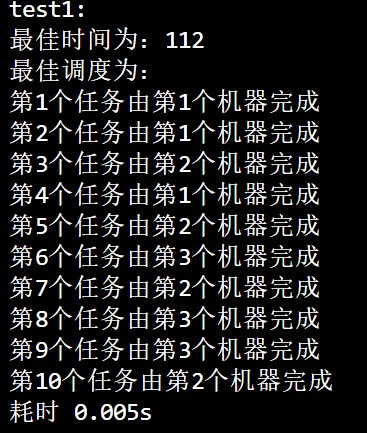 test1:
最佳时间为：112
最佳调度为：
第1个任务由第1个机器完成
第2个任务由第1个机器完成
第3个任务由第2个机器完成
第4个任务由第1个机器完成
第5个任务由第2个机器完成
第6个任务由第3个机器完成
第7个任务由第2个机器完成
第8个任务由第3个机器完成
第9个任务由第3个机器完成
第10个任务由第2个机器完成
耗时 0.005s